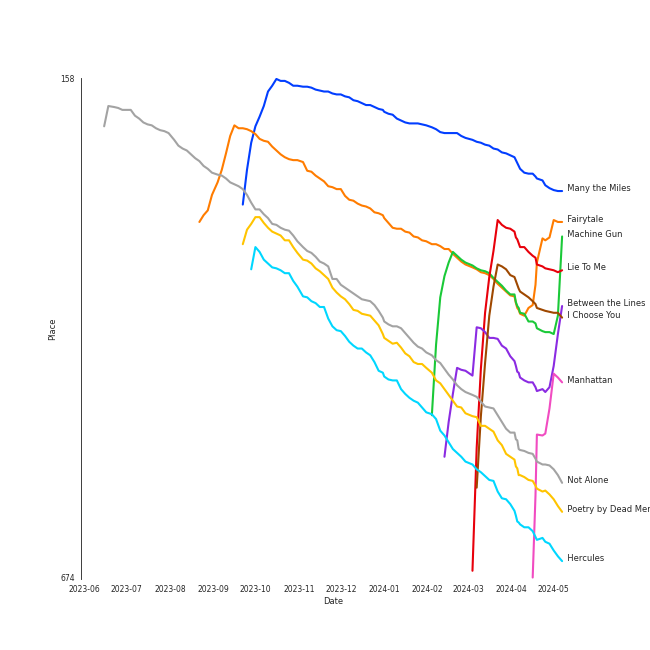 158
Many the Miles
Fairytale
Machine Gun
Lie To Me
Between the Lines
I Choose You
Place
Manhattan
Not Alone
Poetry by Dead Mer
Hercules
674
2023-06 2023-07 2023-08 2023-09 2023-10 2023-11 2023-12 2024-01 2024-02 2024-03 2024-04 2024-05
Date